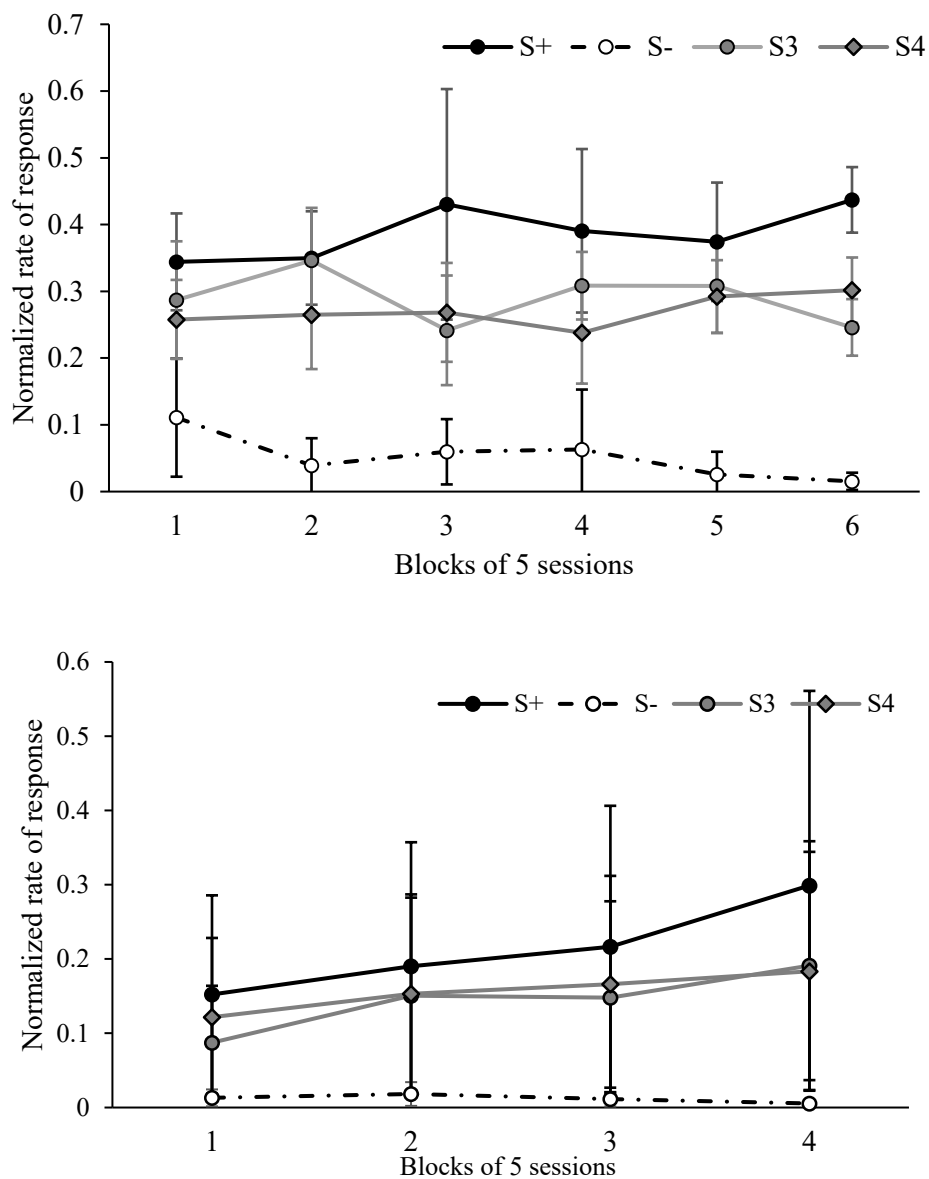 0.7
S+ S- S3 S4
0.6
0.5
0.4
0.3
0.2
0.1
0
Normalized rate of response
1 2 3 4 5 6
Blocks of 5 sessions
0.6
S+ S- S3 S4
0.5
0.4
0.3
0.2
0.1
0
Normalized rate of response
1 2 3 4
Blocks of 5 sessions